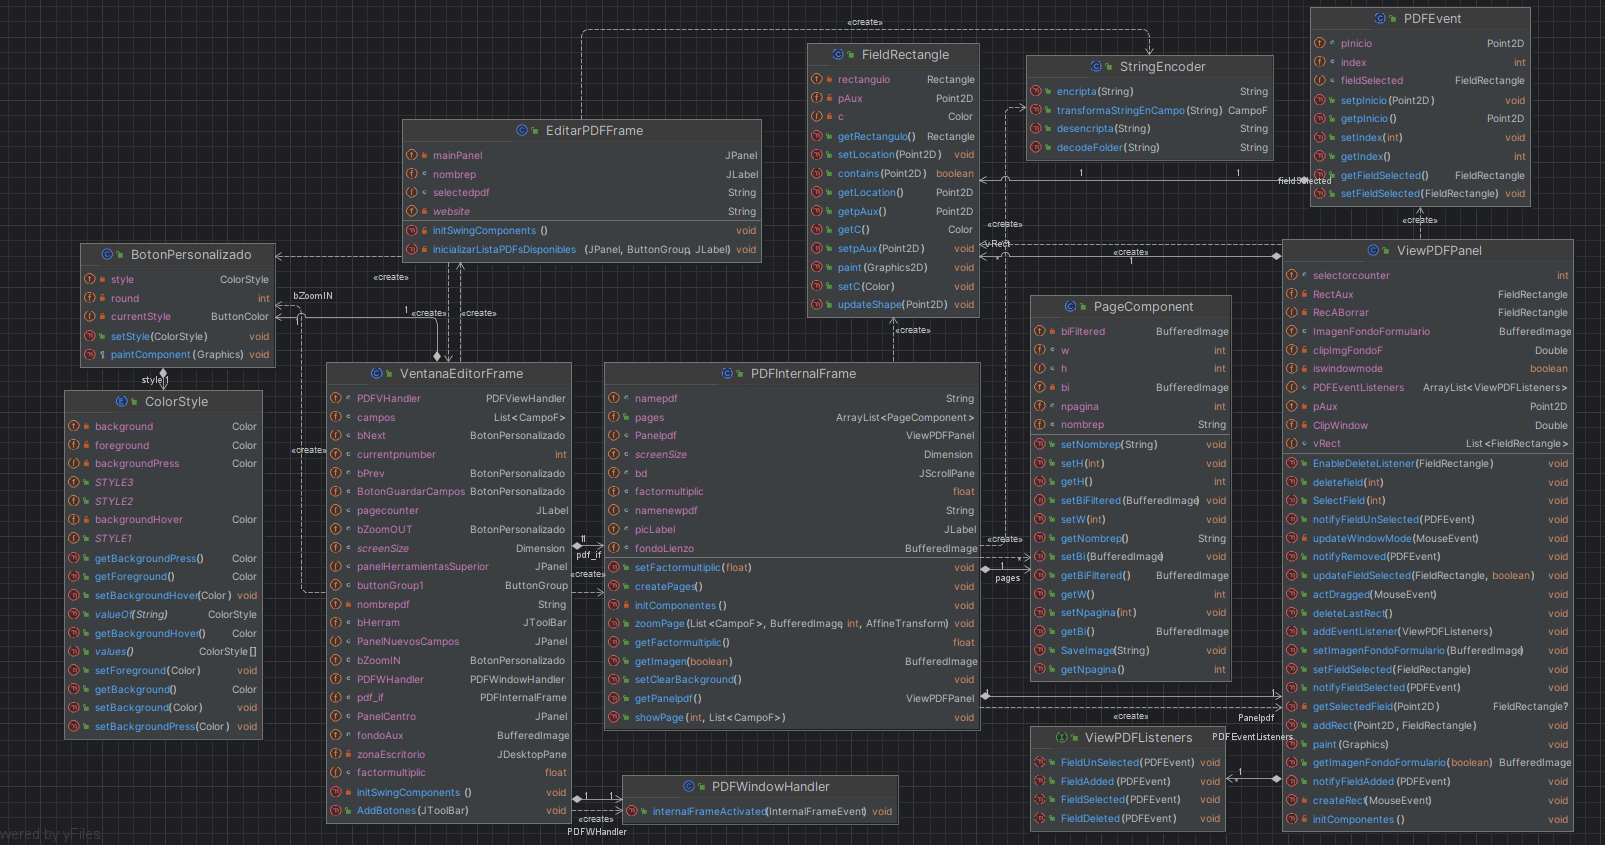 «create»
PDFEvent
pInicio Point2D
index int
fieldSelected FieldRectangle
setpInicio(Point2D) void
getpInicio() Point2D
setIndex(int) void
getIndex() int
getFieldSelected() FieldRectangle
setFieldSelected(FieldRectangle) void
FieldRectangle
rectangulo Rectangle
pAux Point2D
c Color
getRectangulo() Rectangle
setLocation(Point2D) void
contains(Point2D) boolean
getLocation() Point2D
getpAux() Point2D
getC() Color
setpAux(Point2D) void
paint(Graphics2D) void
setC(Color) void
updateShape(Point2D) void
StringEncoder
encripta(String) String
transformaStringEnCampo(String) CampoF
desencripta(String) String
decodeFolder(String) String
1
1
fieldSelected
«create»
«create»
vRect
*
1
EditarPDFFrame
mainPanel JPanel
nombrep JLabel
selectedpdf String
website String
initSwingComponents () void
inicializarListaPDFsDisponibles (JPanel, ButtonGroup, JLabel) void
BotonPersonalizado
style ColorStyle
round int
currentStyle ButtonColor
setStyle(ColorStyle) void
paintComponent(Graphics) void
«create»
bZoomIN
1
1
«create»
«create»
style
1
ColorStyle
background Color
foreground Color
backgroundPress Color
STYLE3
STYLE2
backgroundHover Color
STYLE1
getBackgroundPress() Color
getForeground() Color
setBackgroundHover(Color) void
valueOf(String) ColorStyle
getBackgroundHover() Color
values() ColorStyle[]
setForeground(Color) void
getBackground() Color
setBackground(Color) void
setBackgroundPress(Color) void
«create»
VentanaEditorFrame
PDFVHandler PDFViewHandler
campos List<CampoF>
bNext BotonPersonalizado
currentpnumber int
bPrev BotonPersonalizado
BotonGuardarCampos BotonPersonalizado
pagecounter JLabel
bZoomOUT BotonPersonalizado
screenSize Dimension
panelHerramientasSuperior JPanel
buttonGroup1 ButtonGroup
nombrepdf String
bHerram JToolBar
PanelNuevosCampos JPanel
bZoomIN BotonPersonalizado
PDFWHandler PDFWindowHandler
pdf_if PDFInternalFrame
PanelCentro JPanel
fondoAux BufferedImage
zonaEscritorio JDesktopPane
factormultiplic float
initSwingComponents () void
AddBotones(JToolBar) void
pdf_if
«create»
«create»
PDFInternalFrame
namepdf String
pages ArrayList<PageComponent>
Panelpdf ViewPDFPanel
screenSize Dimension
bd JScrollPane
factormultiplic float
namenewpdf String
picLabel JLabel
fondoLienzo BufferedImage
setFactormultiplic(float) void
createPages() void
initComponentes () void
zoomPage(List<CampoF>, BufferedImage, int, AffineTransform) void
getFactormultiplic() float
getImagen(boolean) BufferedImage
setClearBackground() void
getPanelpdf() ViewPDFPanel
showPage(int, List<CampoF>) void
«create»
*
1
pages
PageComponent
biFiltered BufferedImage
w int
h int
bi BufferedImage
npagina int
nombrep String
setNombrep(String) void
setH(int) void
getH() int
setBiFiltered(BufferedImage) void
setW(int) void
getNombrep() String
setBi(BufferedImage) void
getBiFiltered() BufferedImage
getW() int
setNpagina(int) void
getBi() BufferedImage
SaveImage(String) void
getNpagina() int
ViewPDFPanel
selectorcounter int
RectAux FieldRectangle
RecABorrar FieldRectangle
ImagenFondoFormulario BufferedImage
clipImgFondoF Double
iswindowmode boolean
PDFEventListeners ArrayList<ViewPDFListeners>
pAux Point2D
ClipWindow Double
vRect List<FieldRectangle>
EnableDeleteListener(FieldRectangle) void
deletefield(int) void
SelectField(int) void
notifyFieldUnSelected(PDFEvent) void
updateWindowMode(MouseEvent) void
notifyRemoved(PDFEvent) void
updateFieldSelected(FieldRectangle, boolean) void
actDragged(MouseEvent) void
deleteLastRect() void
addEventListener(ViewPDFListeners) void
setImagenFondoFormulario(BufferedImage) void
setFieldSelected(FieldRectangle) void
notifyFieldSelected(PDFEvent) void
getSelectedField(Point2D) FieldRectangle?
addRect(Point2D, FieldRectangle) void
paint(Graphics) void
getImagenFondoFormulario(boolean) BufferedImage
notifyFieldAdded(PDFEvent) void
createRect(MouseEvent) void
initComponentes () void
1
1
«create»
Panelpdf
PDFEventListeners
1
*
ViewPDFListeners
FieldUnSelected(PDFEvent) void
FieldAdded (PDFEvent) void
FieldSelected(PDFEvent) void
FieldDeleted (PDFEvent) void
PDFWindowHandler
internalFrameActivated(InternalFrameEvent) void
1
1
«create»
PDFWHandler
wered by yFiles